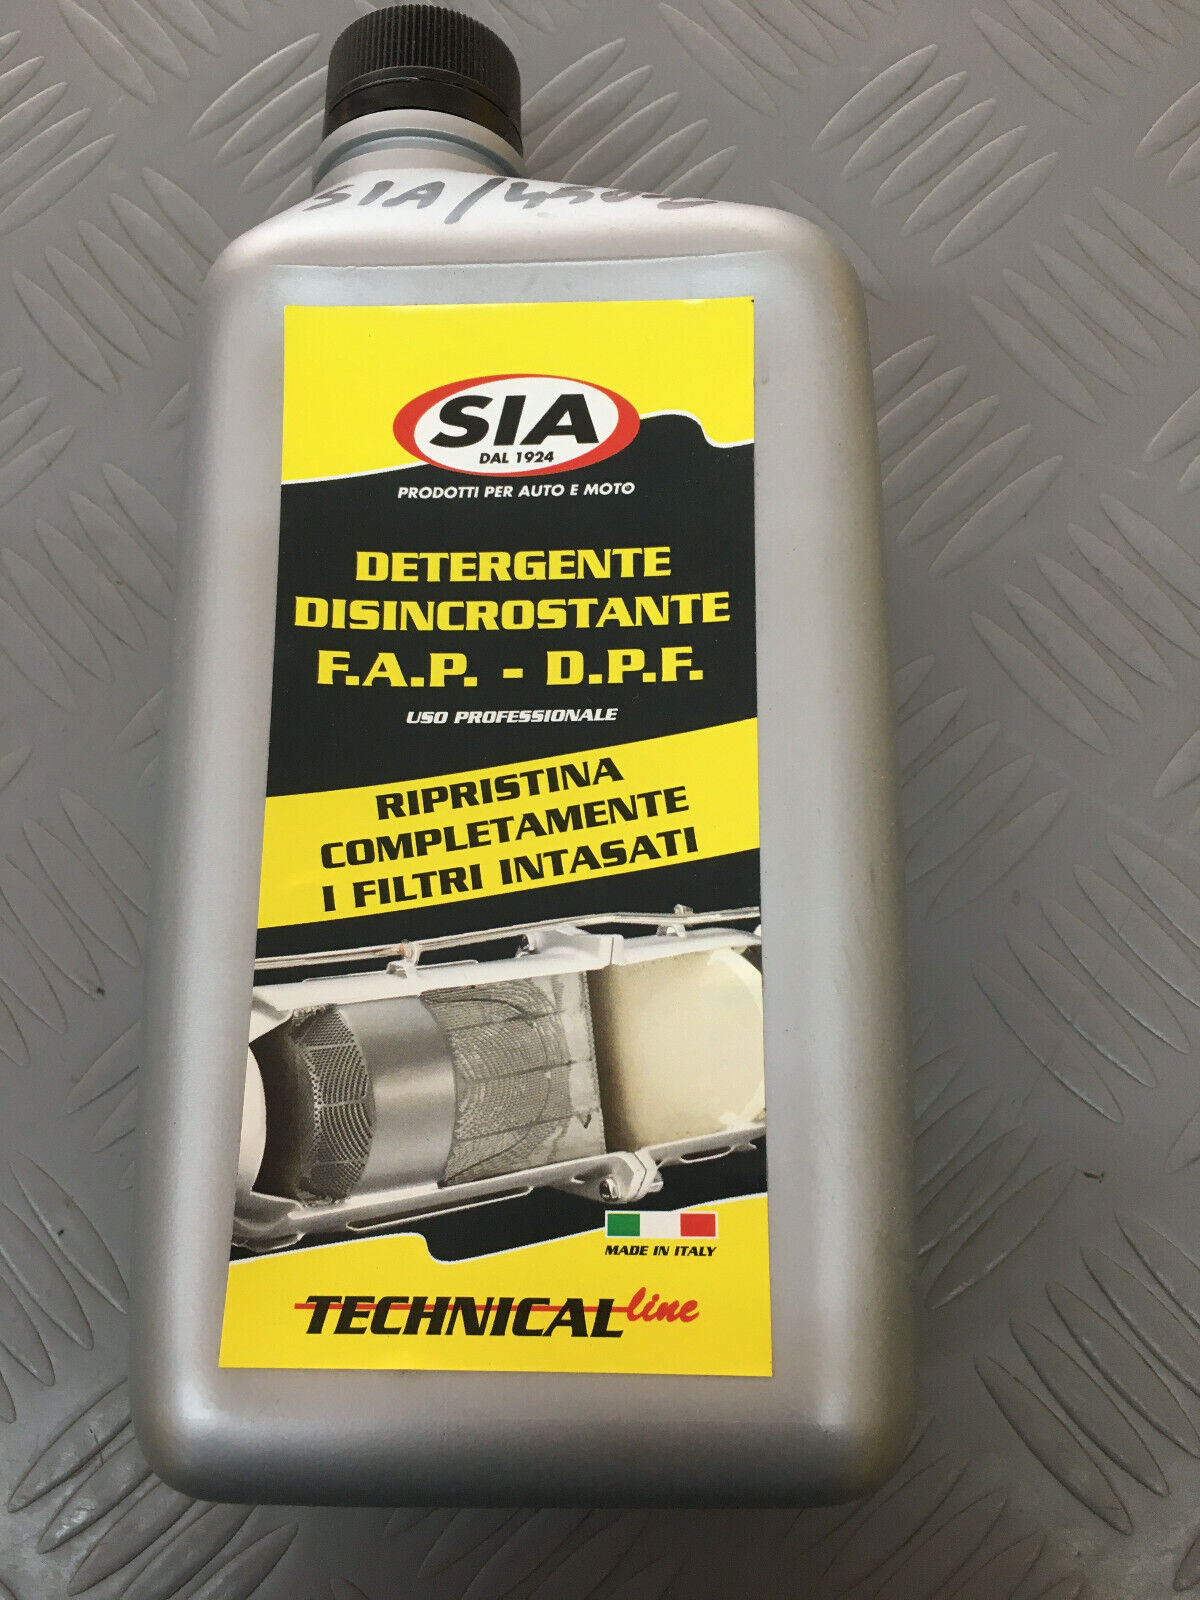 SIA
DAL 1924
PRODOTTI PER AUTO E MOTO
DETERGENTE
DISINCROSTANTE
F.A.P. - D.P.F.
USO PROFESSIONALE
RIPRISTINA
COMPLETAMENTE
I FILTRI INTASATI
MADE IN ITALY
TECHNICAL line